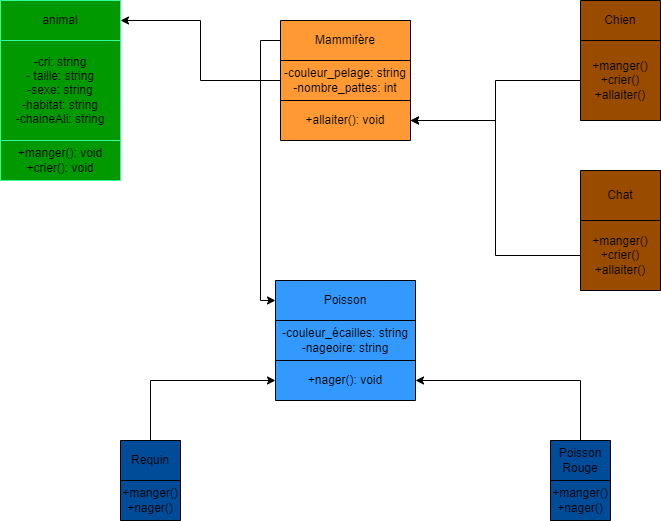 animal
-cri: string
- taille: string
-sexe: string
-habitat: string
-chaineAli: string
+manger(): void
+crier(): void
Mammifère
-couleur_pelage: string
-nombre_pattes: int
+allaiter(): void
Chien
+manger()
+crier()
+allaiter()
Chat
+manger()
+crier()
+allaiter()
Poisson
-couleur_écailles: string
-nageoire: string
+nager(): void
Requin
+manger()
+nager()
Poisson
Rouge
+manger()
+nager()